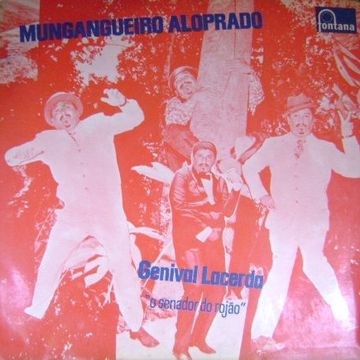 MUNGANGUEIRO ALOPRADO
fontana
Genival Lacerda
"o senador do rojão"